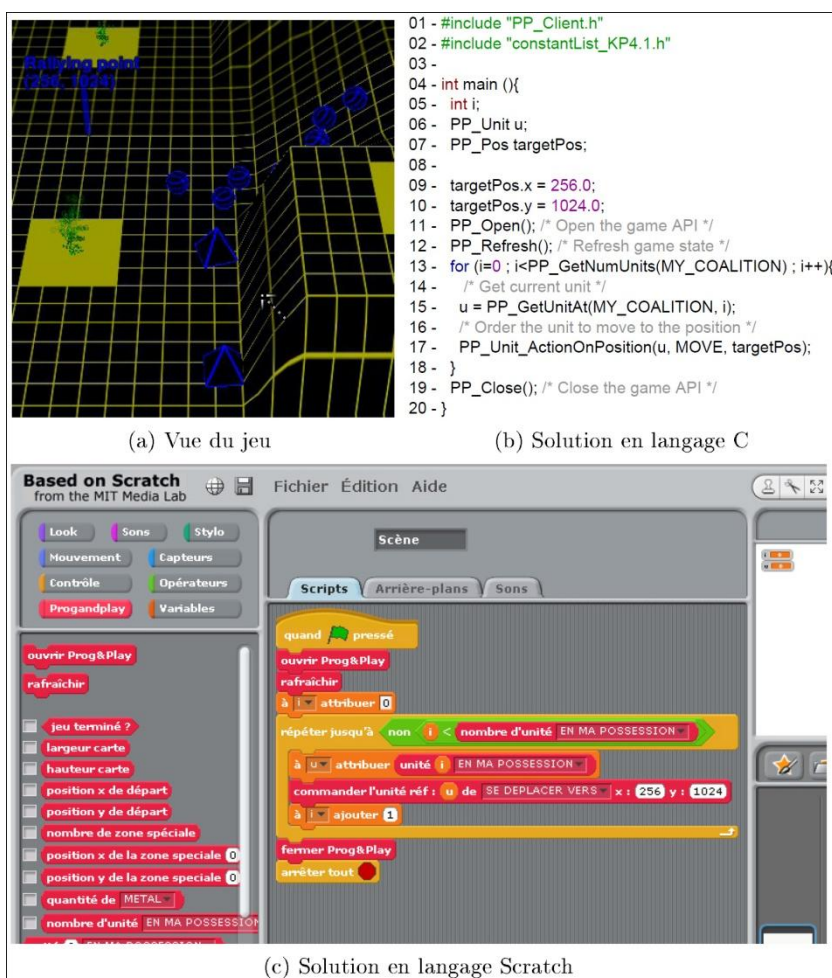 Rallying point
(256, 1024)
01 - #include "PP_Client.h"
02 - #include "constantList_KP4.1.h"
03 -
04 - int main (){
05 - int i;
06 - PP_Unit u;
07 - PP_Pos targetPos;
08 -
09 - targetPos.x = 256.0;
10 - targetPos.y = 1024.0;
11 - PP_Open(); /* Open the game API */
12 - PP_Refresh(); /* Refresh game state */
13 - for (i=0 ; i<PP_GetNumUnits(MY_COALITION) ; i++){
14 - /* Get current unit */
15 - u = PP_GetUnitAt(MY_COALITION, i);
16 - /* Order the unit to move to the position */
17 - PP_Unit_ActionOnPosition(u, MOVE, targetPos);
18 - }
19 - PP_Close(); /* Close the game API */
20 - }
(a) Vue du jeu
(b) Solution en langage C
Based on Scratch
from the MIT Media Lab
Fichier Édition Aide
Look Sons Stylo
Mouvement Capteurs
Contrôle Opérateurs
Progandplay Variables
ouvrir Prog&Play
rafraîchir
jeu terminé ?
largeur carte
hauteur carte
position x de départ
position y de départ
nombre de zone spéciale
position x de la zone speciale 0
position y de la zone speciale 0
quantité de METAL
nombre d'unité EN MA POSSESSION
Scène
Scripts Arrière-plans Sons
quand pressé
ouvrir Prog&Play
rafraîchir
à i attribuer 0
répéter jusqu'à non i < nombre d'unité EN MA POSSESSION
à u attribuer unité i EN MA POSSESSION
commander l'unité réf : u de SE DEPLACER VERS x : 256 y : 1024
à i ajouter 1
fermer Prog&Play
arrêter tout
(c) Solution en langage Scratch